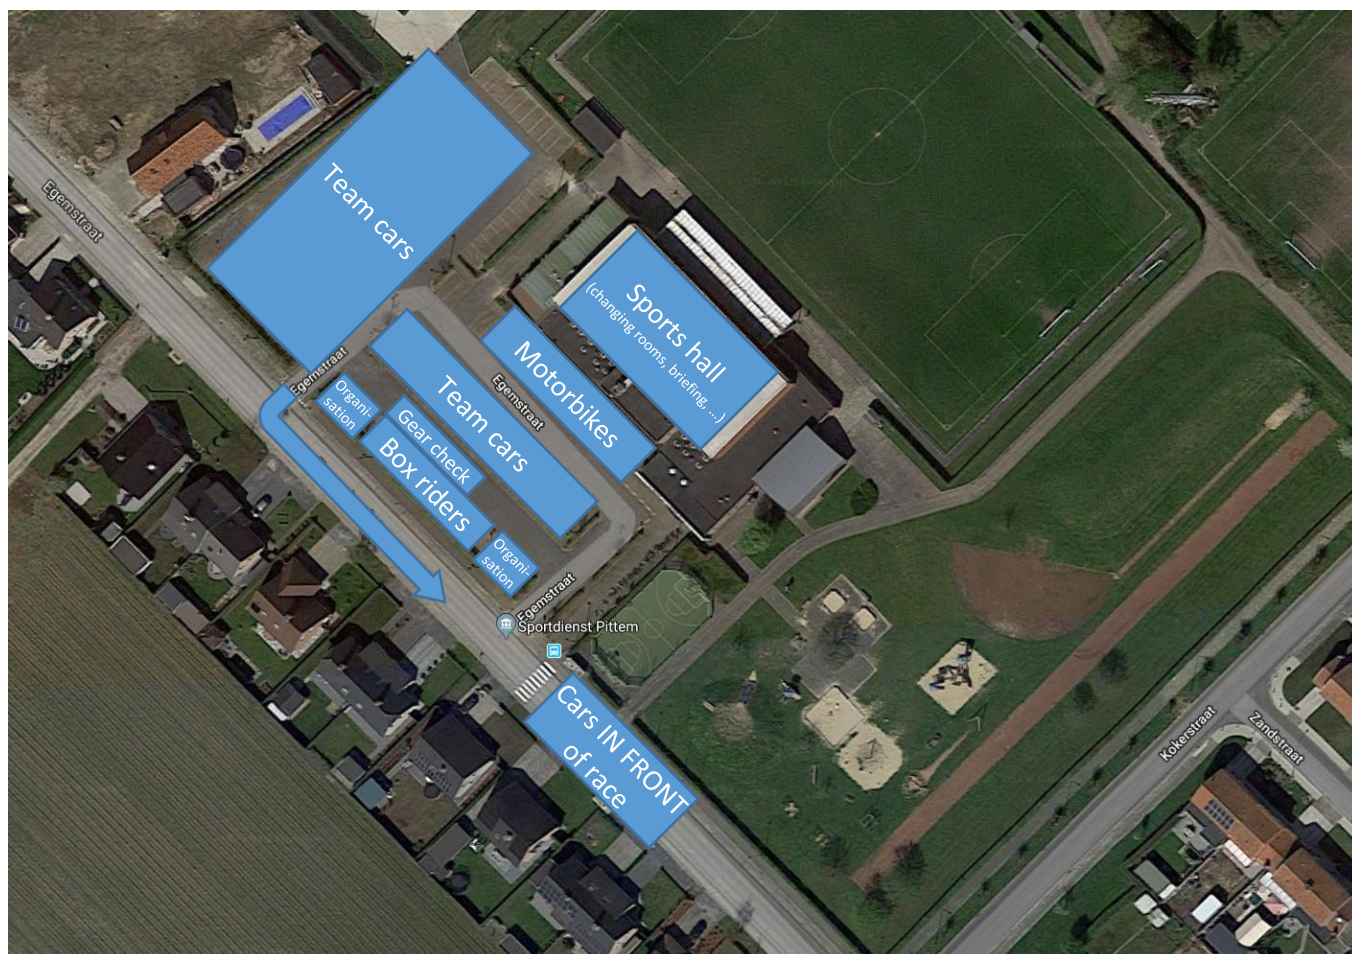 Egemstraat
Team cars
Sports hall
(changing rooms, briefing, ...)
Motorbikes
Egemstraat
Egemstraat
Team cars
Organi-
sation
Gear check
Box riders
Organi-
sation
Egemstraat
Sportdienst Pittem
Cars IN FRONT
of race
Kokerstraat
Zandstraat